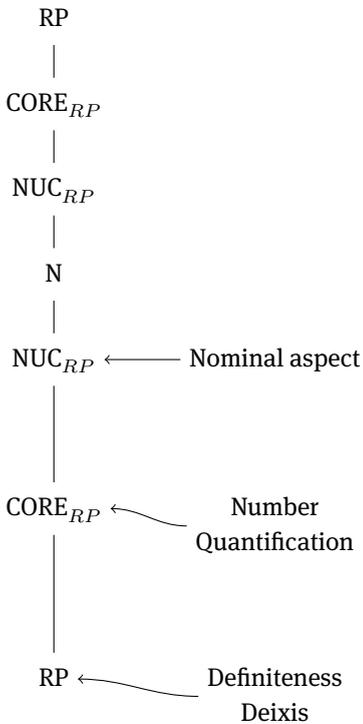 RP
CORE_RP
NUC_RP
N
NUC_RP Nominal aspect
CORE_RP Number
Quantification
RP Definiteness
Deixis